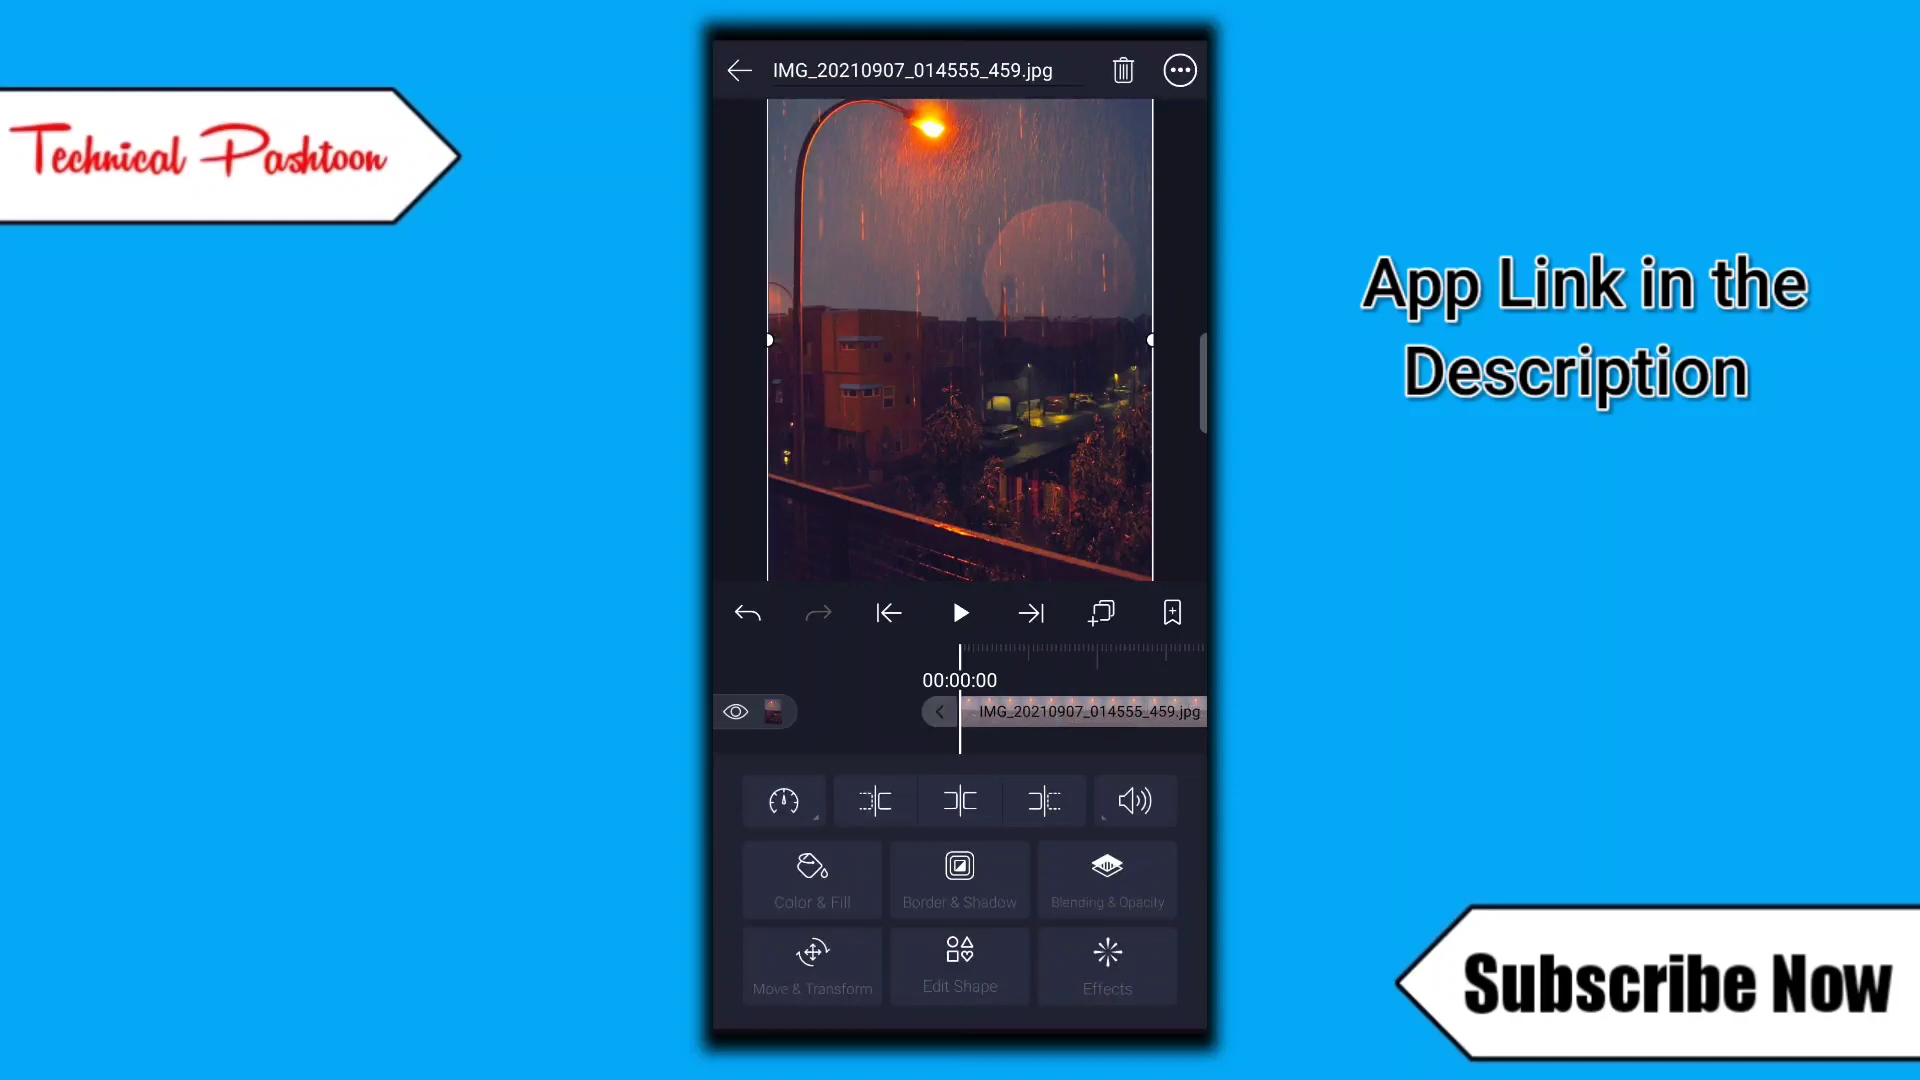 IMG_20210907_014555_459.jpg
Technical Pashtoon
App Link in the
Description
00:00:00
IMG_20210907_014555_459.jpg
Color & Fill
Border & Shadow
Blending & Opacity
Move & Transform
Edit Shape
Effects
Subscribe Now